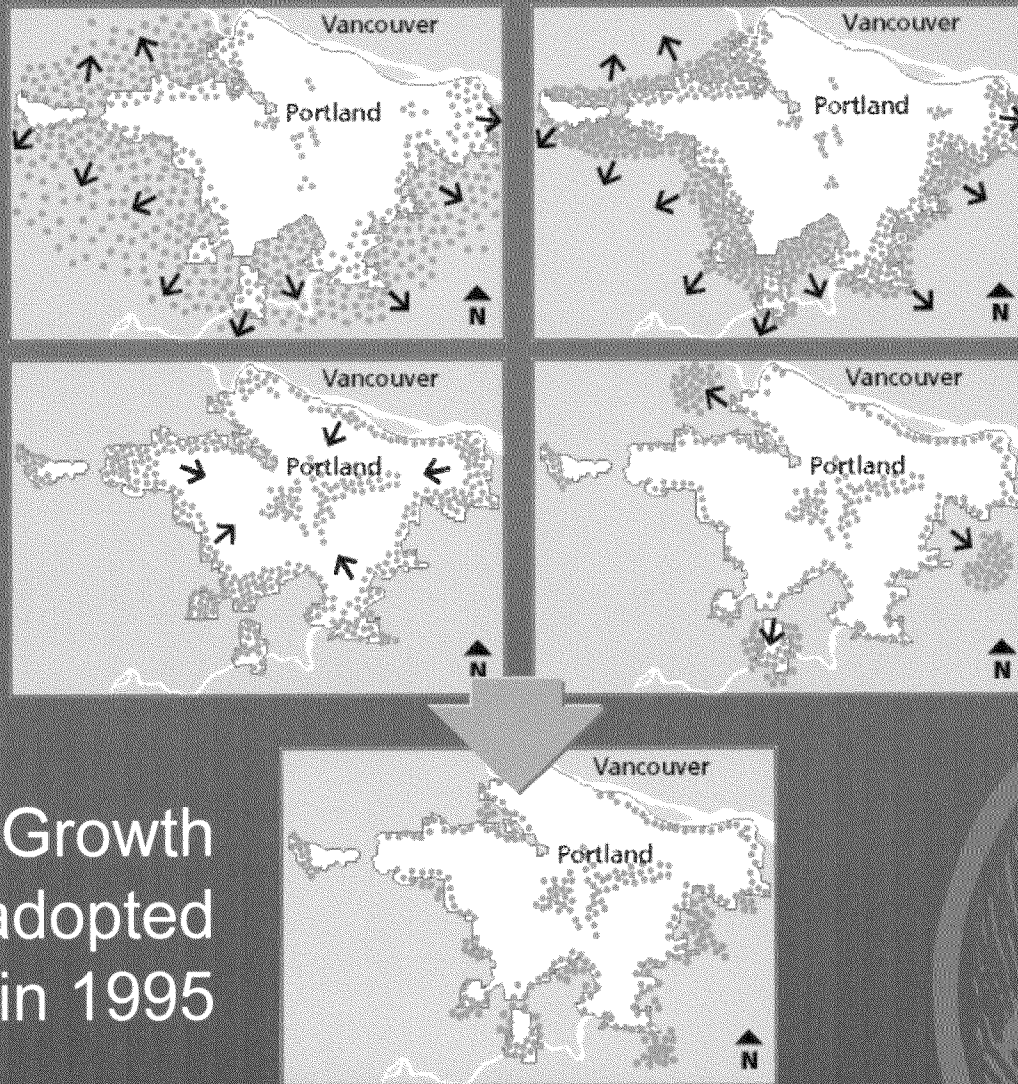 Vancouver
Portland
N
Vancouver
Portland
N
Vancouver
Portland
N
Vancouver
Portland
N
Vancouver
Portland
N
Growth
adopted
in 1995